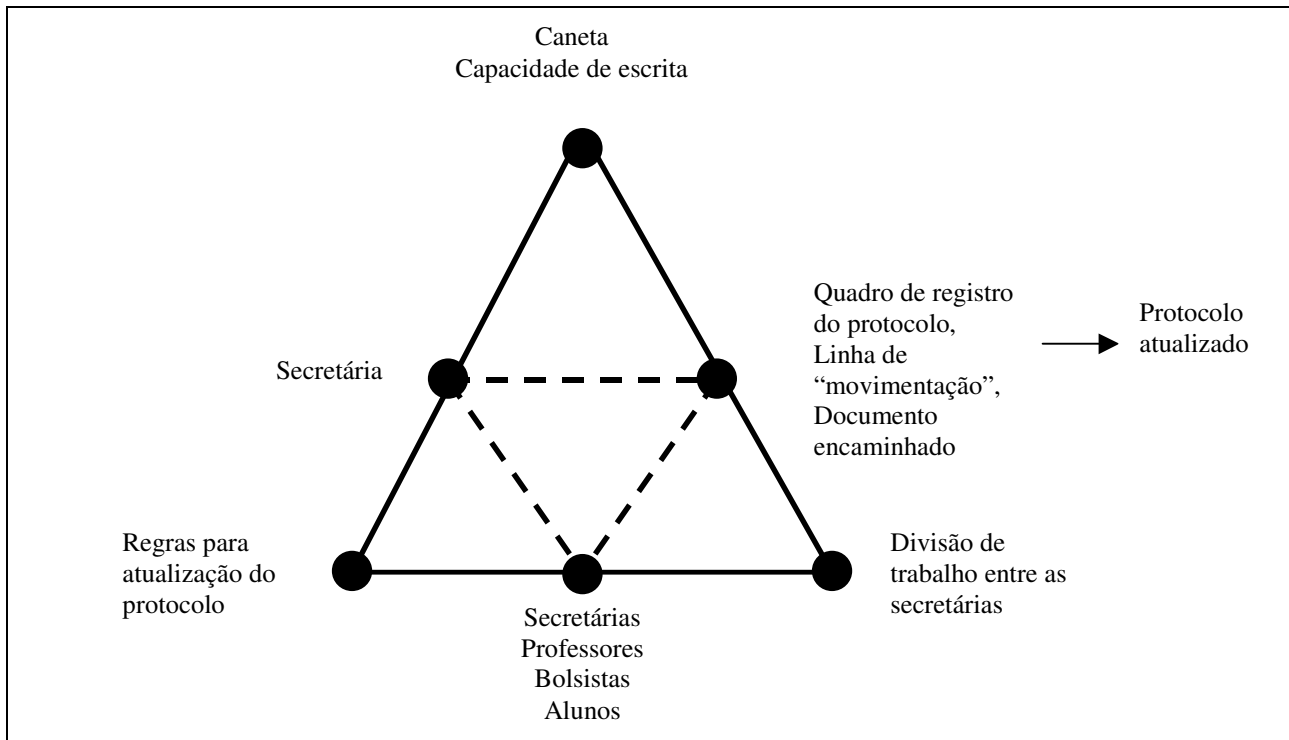 Caneta
Capacidade de escrita
Quadro de registro
do protocolo,
Linha de
“movimentação”,
Documento
encaminhado
Protocolo
atualizado
Secretária
Regras para
atualização do
protocolo
Divisão de
trabalho entre as
secretárias
Secretárias
Professores
Bolsistas
Alunos